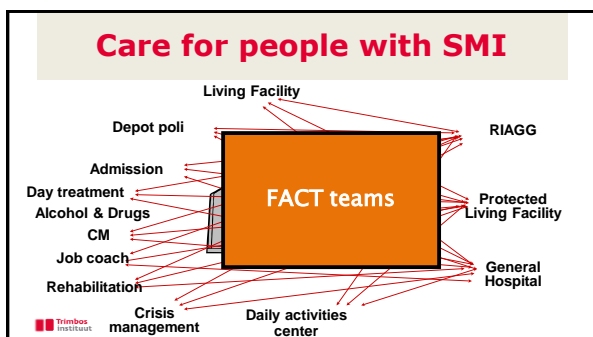 Care for people with SMI
Living Facility
Depot poli
RIAGG
Admission
Day treatment
FACT teams
Protected
Living Facility
Alcohol & Drugs
CM
Job coach
General
Hospital
Rehabilitation
Crisis
management
Daily activities
center
Trimbos
instituut